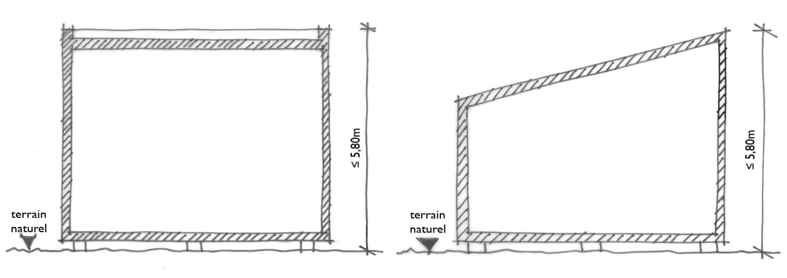 ≤ 5,80m
terrain
naturel
≤ 5,80m
terrain
naturel